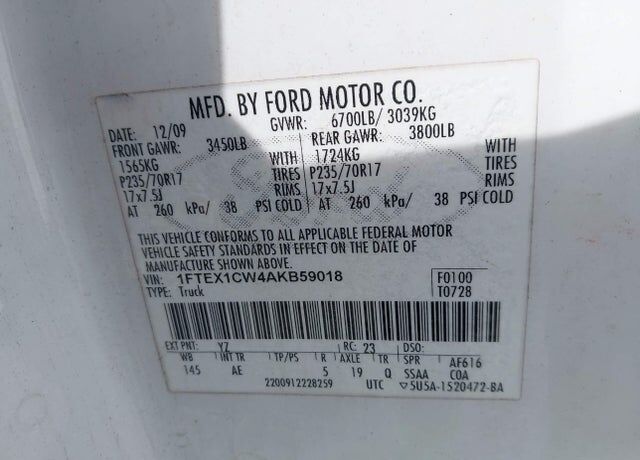 MFD. BY FORD MOTOR CO.
DATE: 12/09 GVWR: 6700LB/ 3039KG
FRONT GAWR: 3450LB REAR GAWR: 3800LB
1565KG WITH 1724KG WITH
P235/70R17 TIRES P235/70R17 TIRES
17x7.5J RIMS 17x7.5J RIMS
AT 260 kPa/ 38 PSI COLD AT 260 kPa/ 38 PSI COLD
THIS VEHICLE CONFORMS TO ALL APPLICABLE FEDERAL MOTOR
VEHICLE SAFETY STANDARDS IN EFFECT ON THE DATE OF
MANUFACTURE SHOWN ABOVE.
VIN: 1FTEX1CW4AKB59018 F0100
TYPE: Truck T0728
EXT PNT: YZ RC: 23 DSO:
WB INT TR TP/PS R AXLE TR SPR AF616
145 AE 5 19 Q SSAA COA
2200912228259 UTC ▽5U5A-1520472-BA